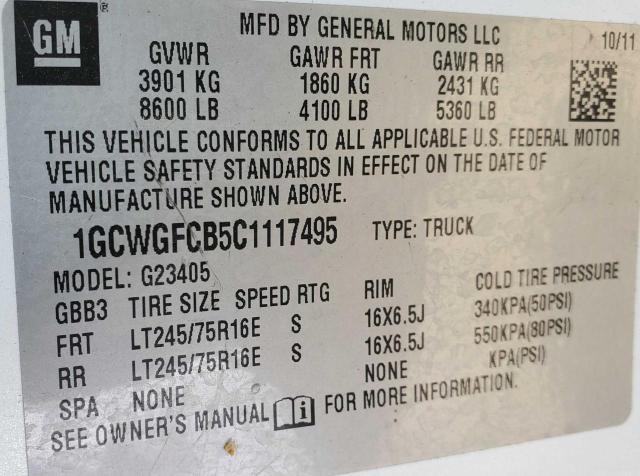 GM ®
MFD BY GENERAL MOTORS LLC 10/11
GVWR GAWR FRT GAWR RR
3901 KG 1860 KG 2431 KG
8600 LB 4100 LB 5360 LB
THIS VEHICLE CONFORMS TO ALL APPLICABLE U.S. FEDERAL MOTOR
VEHICLE SAFETY STANDARDS IN EFFECT ON THE DATE OF
MANUFACTURE SHOWN ABOVE.
1GCWGFCB5C1117495 TYPE: TRUCK
MODEL: G23405
GBB3 TIRE SIZE SPEED RTG RIM COLD TIRE PRESSURE
FRT LT245/75R16E S 16X6.5J 340KPA(50PSI)
RR LT245/75R16E S 16X6.5J 550KPA(80PSI)
SPA NONE NONE KPA(PSI)
SEE OWNER'S MANUAL i FOR MORE INFORMATION.